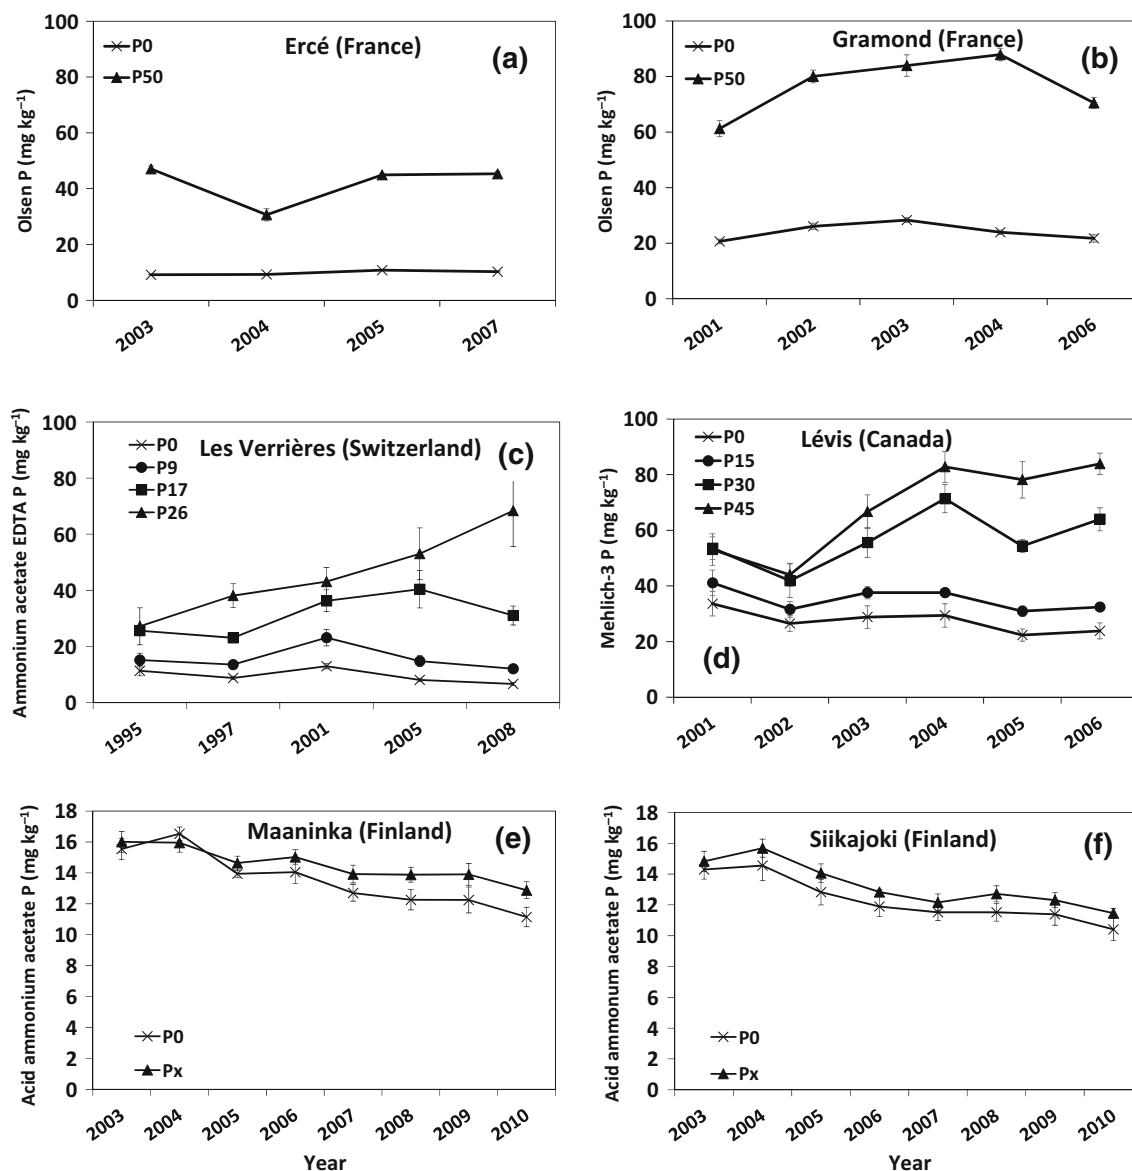 Ercé (France)
(a)
P0
P50
Olsen P (mg kg⁻¹)
100
80
60
40
20
0
2003
2004
2005
2007
Gramond (France)
(b)
P0
P50
Olsen P (mg kg⁻¹)
100
80
60
40
20
0
2001
2002
2003
2004
2006
Les Verrières (Switzerland)
(c)
P0
P9
P17
P26
Ammonium acetate EDTA P (mg kg⁻¹)
100
80
60
40
20
0
1995
1997
2001
2005
2008
Lévis (Canada)
(d)
P0
P15
P30
P45
Mehlich-3 P (mg kg⁻¹)
100
80
60
40
20
0
2001
2002
2003
2004
2005
2006
Maaninka (Finland)
(e)
P0
Px
Acid ammonium acetate P (mg kg⁻¹)
18
16
14
12
10
8
6
4
2
0
2003
2004
2005
2006
2007
2008
2009
2010
Year
Siikajoki (Finland)
(f)
P0
Px
Acid ammonum acetate P (mg kg⁻¹)
18
16
14
12
10
8
6
4
2
0
2003
2004
2005
2006
2007
2008
2009
2010
Year